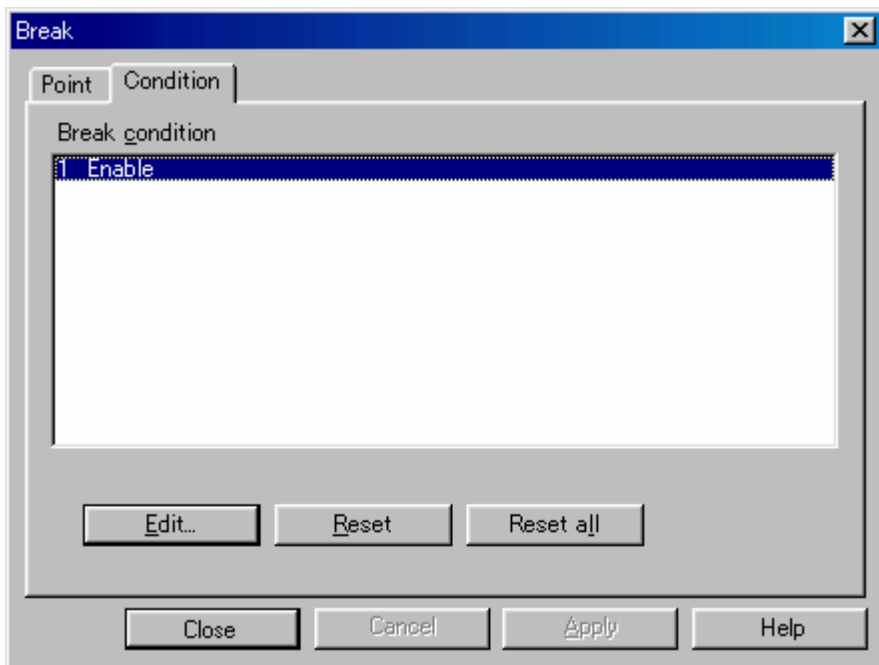 Break
Point Condition
Break condition
1 Enable
Edit... Reset Reset all
Close Cancel Apply Help